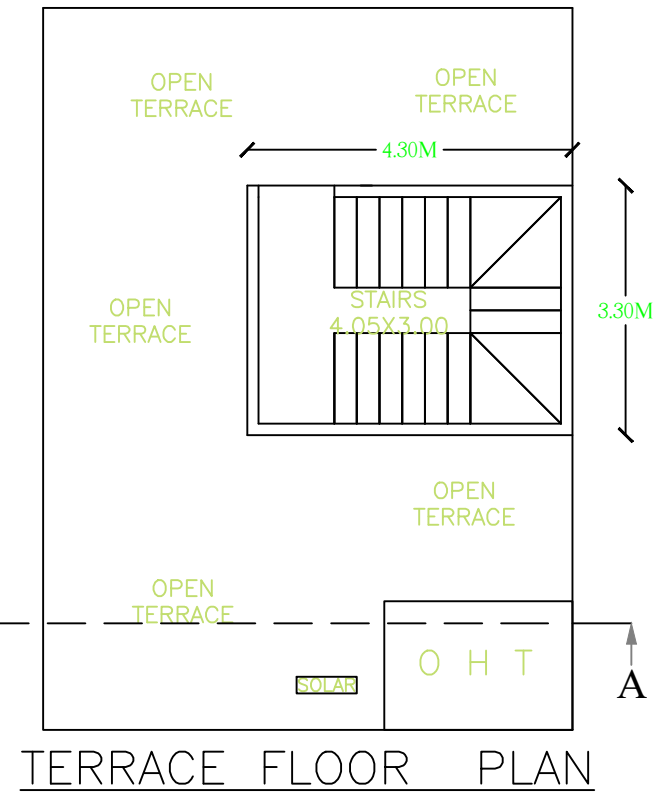 OPEN
TERRACE
OPEN
TERRACE
4.30M
OPEN
TERRACE
STAIRS
4.05X3.00
3.30M
OPEN
TERRACE
OPEN
TERRACE
O H T
SOLAR
A
TERRACE FLOOR PLAN